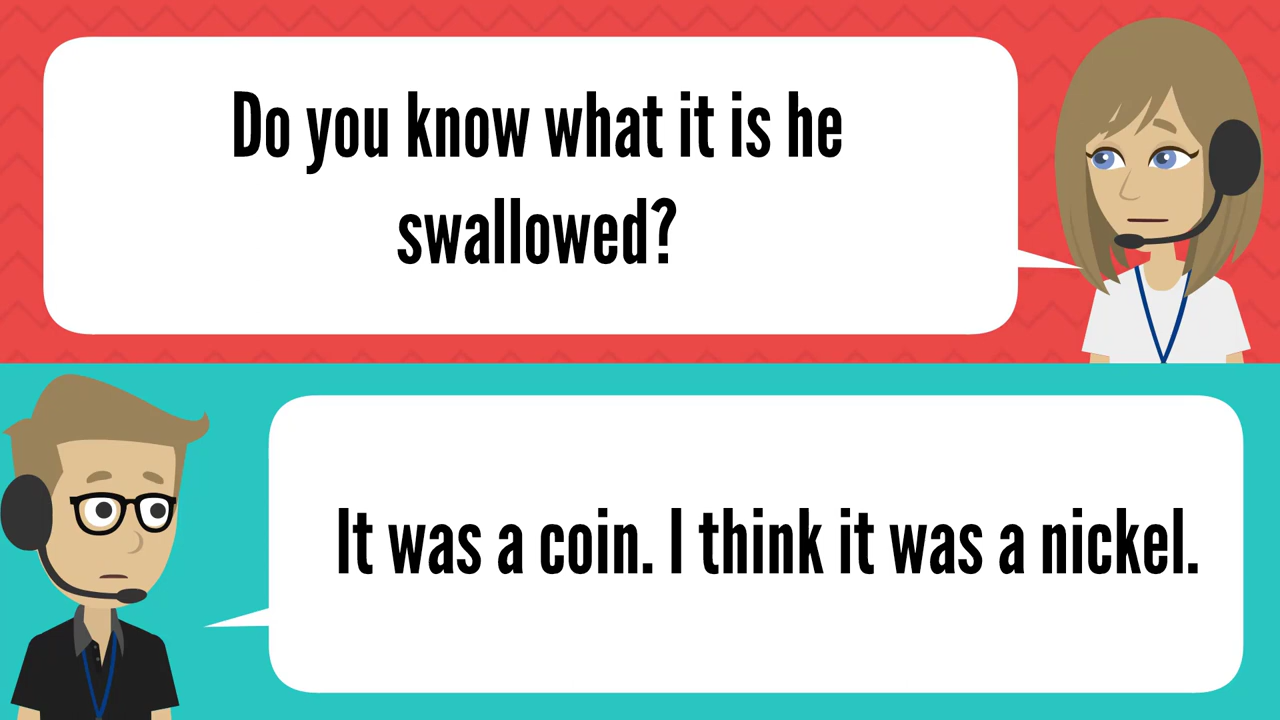 Do you know what it is he
swallowed?
It was a coin. I think it was a nickel.